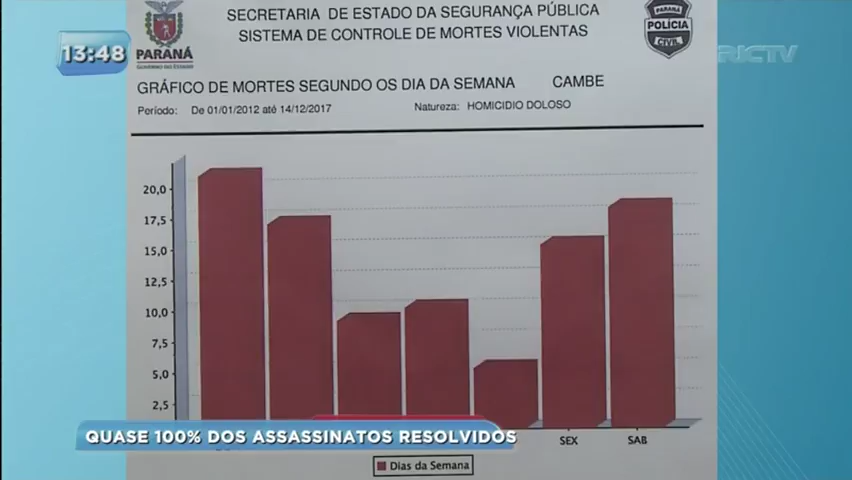 SECRETARIA DE ESTADO DA SEGURANÇA PÚBLICA
SISTEMA DE CONTROLE DE MORTES VIOLENTAS
13:48
PARANÁ
GOVERNO DO ESTADO
PARANÁ
POLÍCIA
CIVIL
RICTV
GRÁFICO DE MORTES SEGUNDO OS DIA DA SEMANA CAMBE
Período: De 01/01/2012 até 14/12/2017 Natureza: HOMICIDIO DOLOSO
20,0
17,5
15,0
12,5
10,0
7,5
5,0
2,5
QUASE 100% DOS ASSASSINATOS RESOLVIDOS
SEX SAB
Dias da Semana